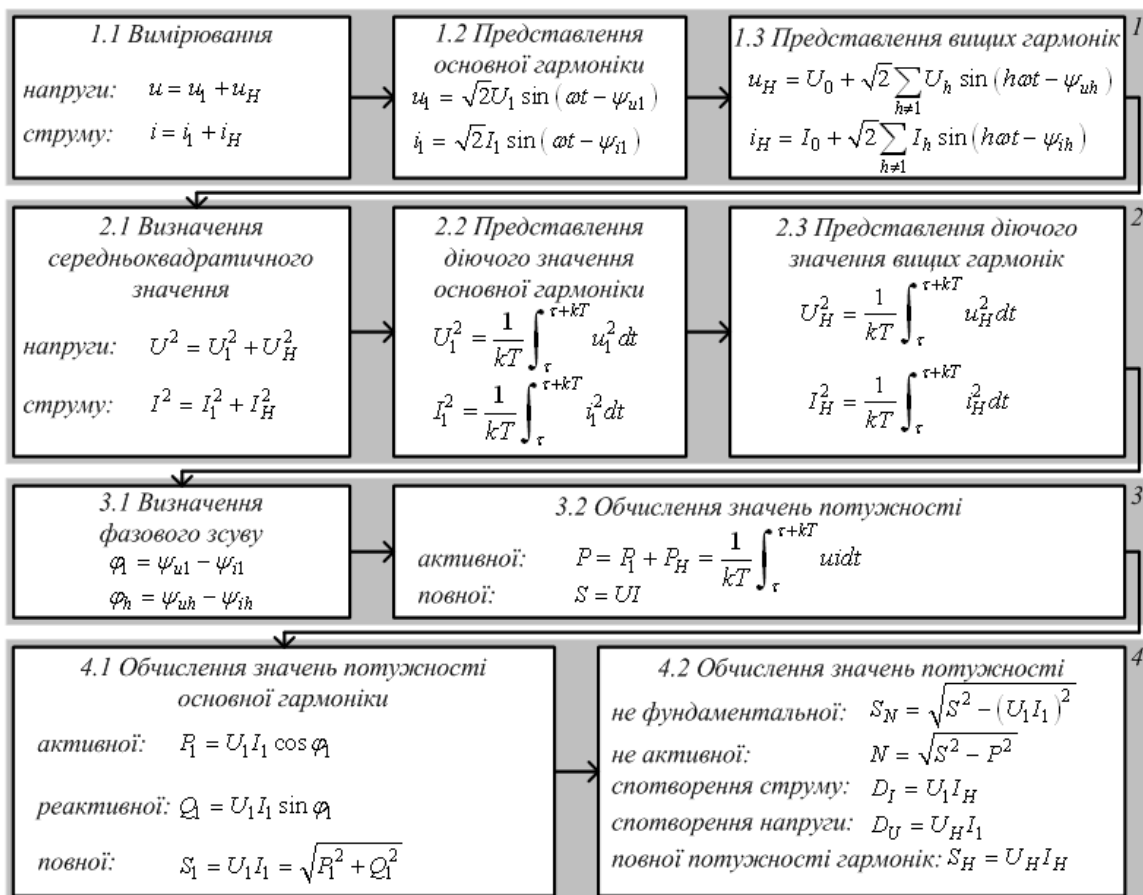 1
1.1 Вимірювання
напруги: u = u₁ + u_H
струму: i = i₁ + i_H
1.2 Представлення
основної гармоніки
u₁ = √2U₁ sin(ωt − ψ_u1)
i₁ = √2I₁ sin(ωt − ψ_i1)
1.3 Представлення вищих гармонік
u_H = U₀ + √2 ∑_{h≠1} U_h sin(hωt − ψ_uh)
i_H = I₀ + √2 ∑_{h≠1} I_h sin(hωt − ψ_ih)
2
2.1 Визначення
середньоквадратичного
значення
напруги: U² = U₁² + U_H²
струму: I² = I₁² + I_H²
2.2 Представлення
діючого значення
основної гармоніки
U₁² = 1/kT ∫_τ^{τ+kT} u₁² dt
I₁² = 1/kT ∫_τ^{τ+kT} i₁² dt
2.3 Представлення діючого
значення вищих гармонік
U_H² = 1/kT ∫_τ^{τ+kT} u_H² dt
I_H² = 1/kT ∫_τ^{τ+kT} i_H² dt
3
3.1 Визначення
фазового зсуву
φ₁ = ψ_u1 − ψ_i1
φ_h = ψ_uh − ψ_ih
3.2 Обчислення значень потужності
активної: P = P₁ + P_H = 1/kT ∫_τ^{τ+kT} uidt
повної: S = UI
4
4.1 Обчислення значень потужності
основної гармоніки
активної: P₁ = U₁I₁ cos φ₁
реактивної: Q₁ = U₁I₁ sin φ₁
повної: S₁ = U₁I₁ = √(P₁² + Q₁²)
4.2 Обчислення значень потужності
не фундаментальної: S_N = √(S² − (U₁I₁)²)
не активної: N = √(S² − P²)
спотворення струму: D_I = U₁I_H
спотворення напруги: D_U = U_HI₁
повної потужності гармонік: S_H = U_HI_H